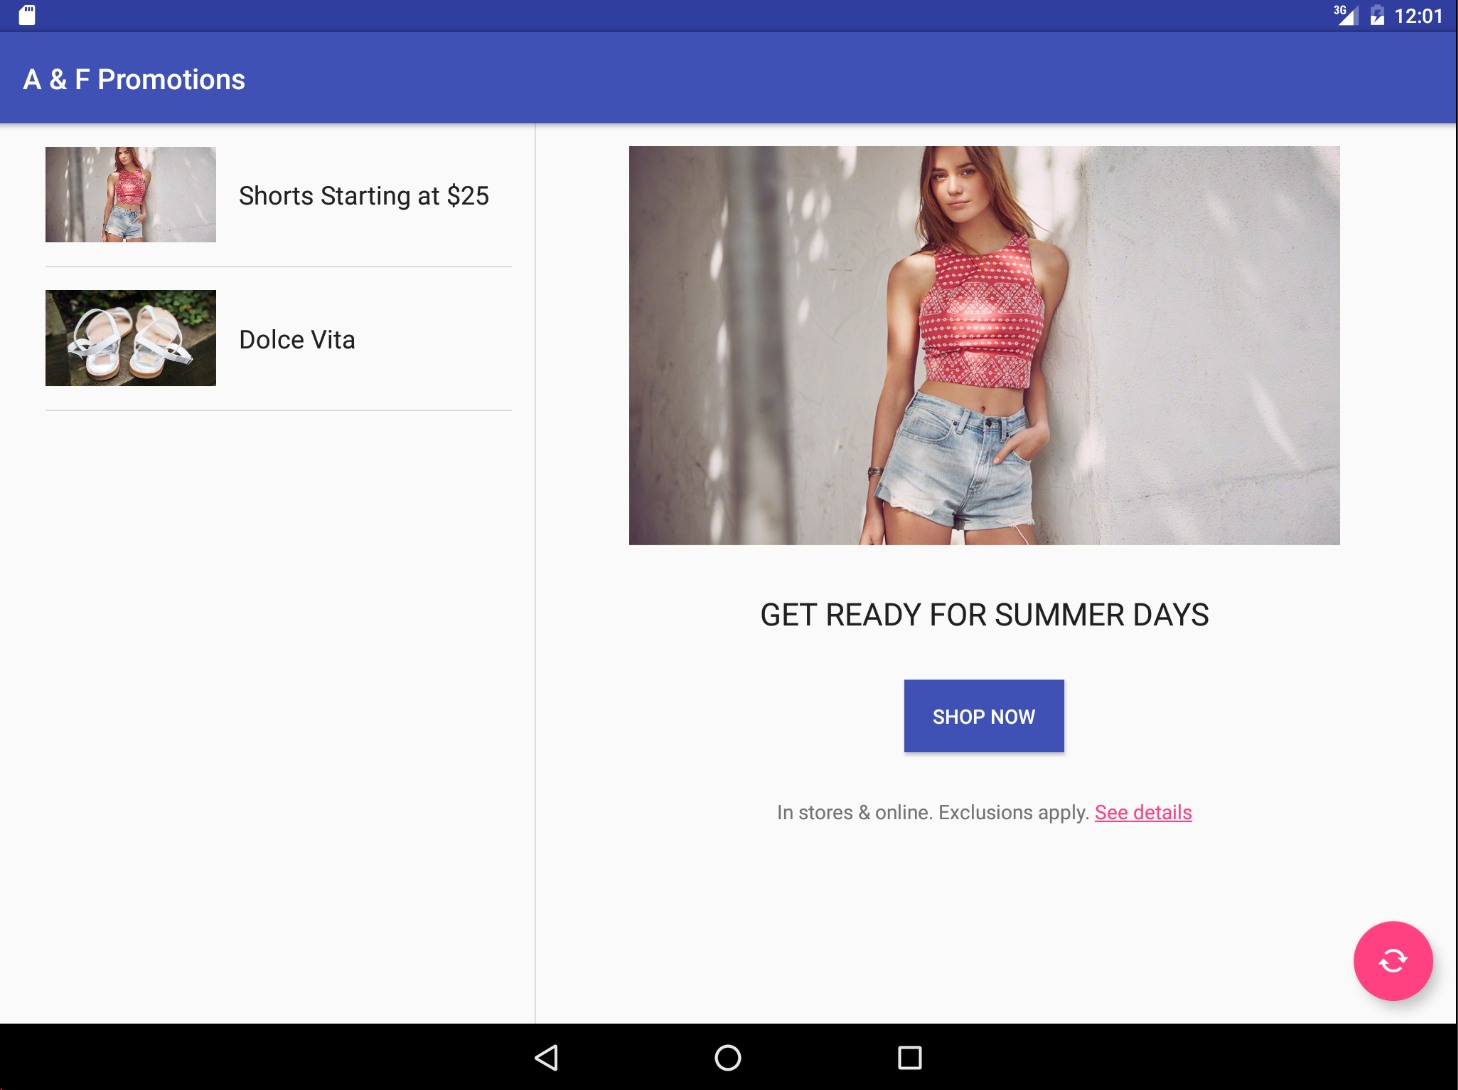 3G 12:01
A & F Promotions
Shorts Starting at $25
Dolce Vita
GET READY FOR SUMMER DAYS
SHOP NOW
In stores & online. Exclusions apply. See details